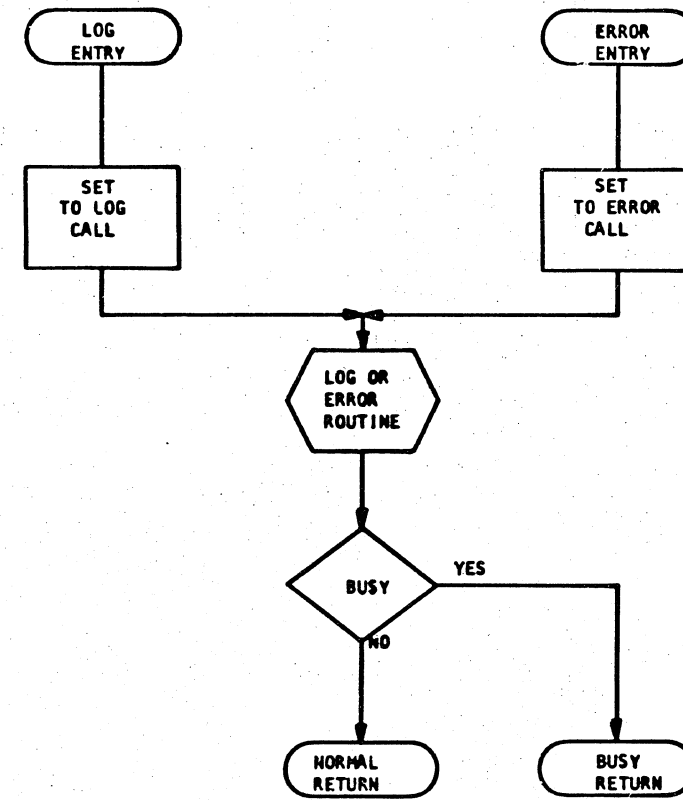 LOG
ENTRY
ERROR
ENTRY
SET
TO LOG
CALL
SET
TO ERROR
CALL
LOG OR
ERROR
ROUTINE
BUSY
YES
NO
NORMAL
RETURN
BUSY
RETURN